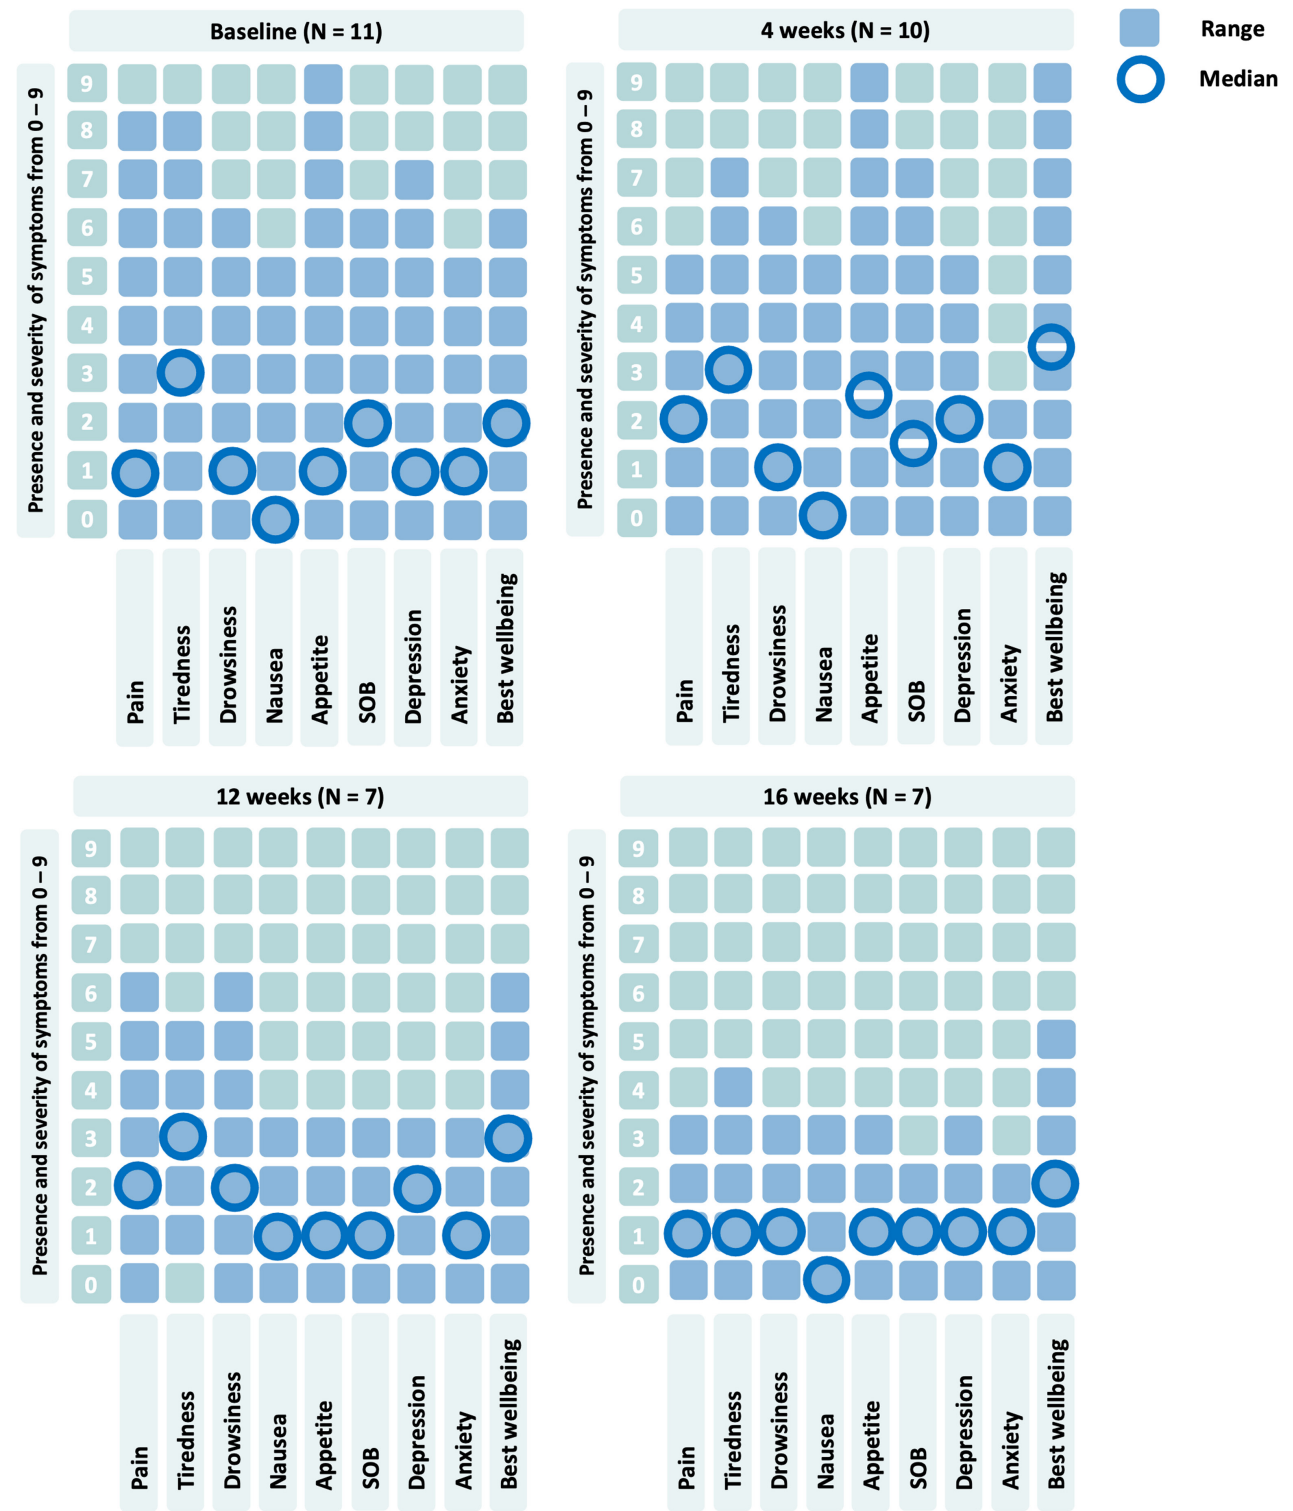 Baseline (N = 11)
Presence and severity  of symptoms from 0 – 9
9
8
7
6
5
4
3
2
1
0
Pain
Tiredness
Drowsiness
Nausea
Appetite
SOB
Depression
Anxiety
Best wellbeing
4 weeks (N = 10)
Presence and severity of symptoms from 0 – 9
9
8
7
6
5
4
3
2
1
0
Pain
Tiredness
Drowsiness
Nausea
Appetite
SOB
Depression
Anxiety
Best wellbeing
Range
Median
12 weeks (N = 7)
Presence and severity of symptoms from 0 – 9
9
8
7
6
5
4
3
2
1
0
Pain
Tiredness
Drowsiness
Nausea
Appetite
SOB
Depression
Anxiety
Best wellbeing
16 weeks (N = 7)
Presence and severity of symptoms from 0 – 9
9
8
7
6
5
4
3
2
1
0
Pain
Tiredness
Drowsiness
Nausea
Appetite
SOB
Depression
Anxiety
Best wellbeing